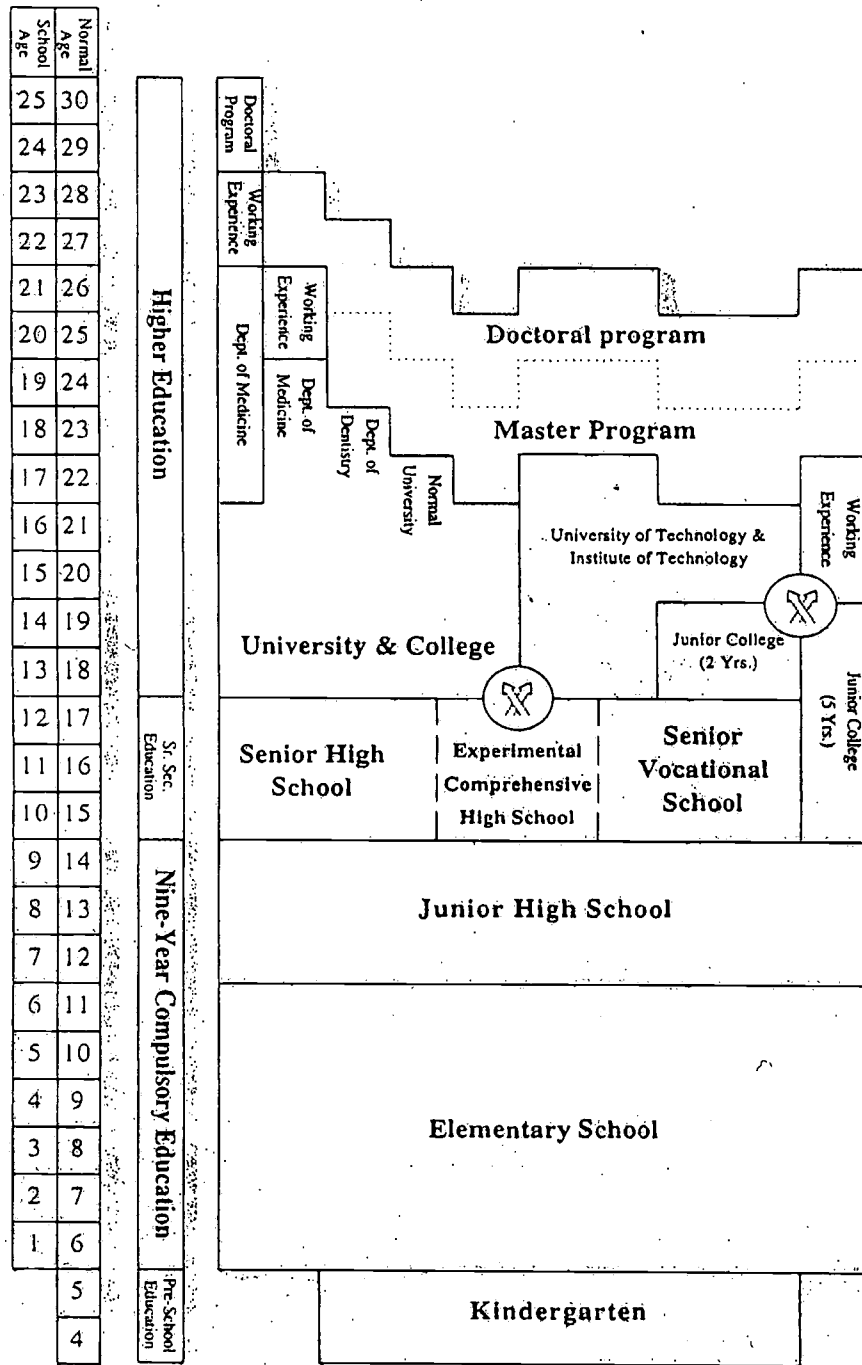 School Age
Normal Age
25 30
24 29
23 28
22 27
21 26
20 25
19 24
18 23
17 22
16 21
15 20
14 19
13 18
12 17
11 16
10 15
9 14
8 13
7 12
6 11
5 10
4 9
3 8
2 7
1 6
5
4
Higher Education
Sr. Sec.
Education
Nine-Year Compulsory Education
Pre-School
Education
Doctoral
Program
Working
Experience
Dept. of Medicine
Working
Experience
Dept. of
Medicine
Dept. of
Dentistry
Normal
University
Doctoral program
Master Program
University of Technology &
Institute of Technology
Working
Experience
University & College
Junior College
(2 Yrs.)
Junior College
(5 Yrs.)
Senior High
School
Experimental
Comprehensive
High School
Senior
Vocational
School
Junior High School
Elementary School
Kindergarten